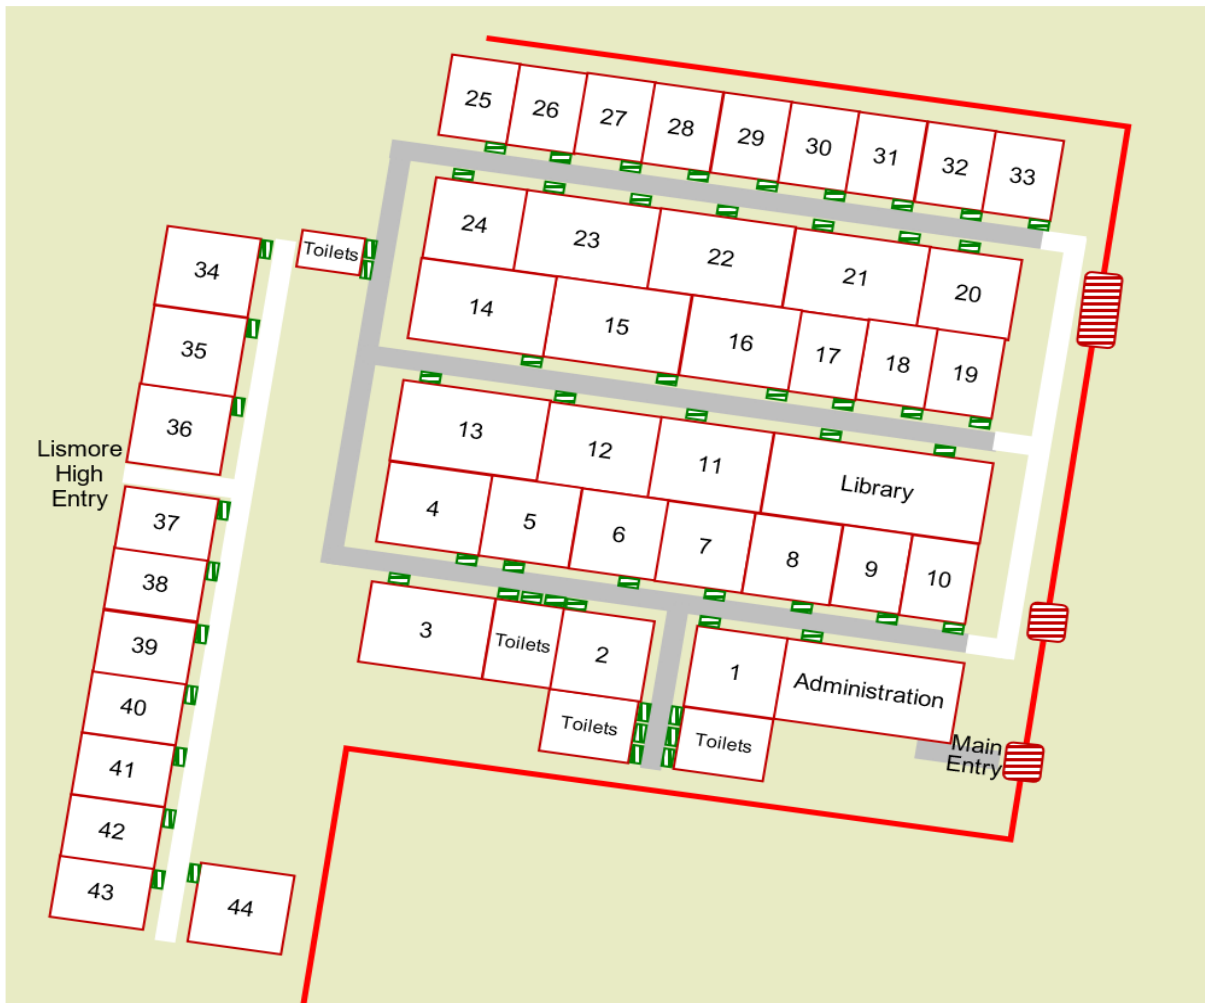 25 26 27 28 29 30 31 32 33
24 23 22 21 20
Toilets
14 15 16 17 18 19
34
35
36
13 12 11 Library
Lismore
High
Entry
4 5 6 7 8 9 10
37
38
39
40
41
42
43
44
3 Toilets 2 1 Administration
Toilets Toilets
Main
Entry